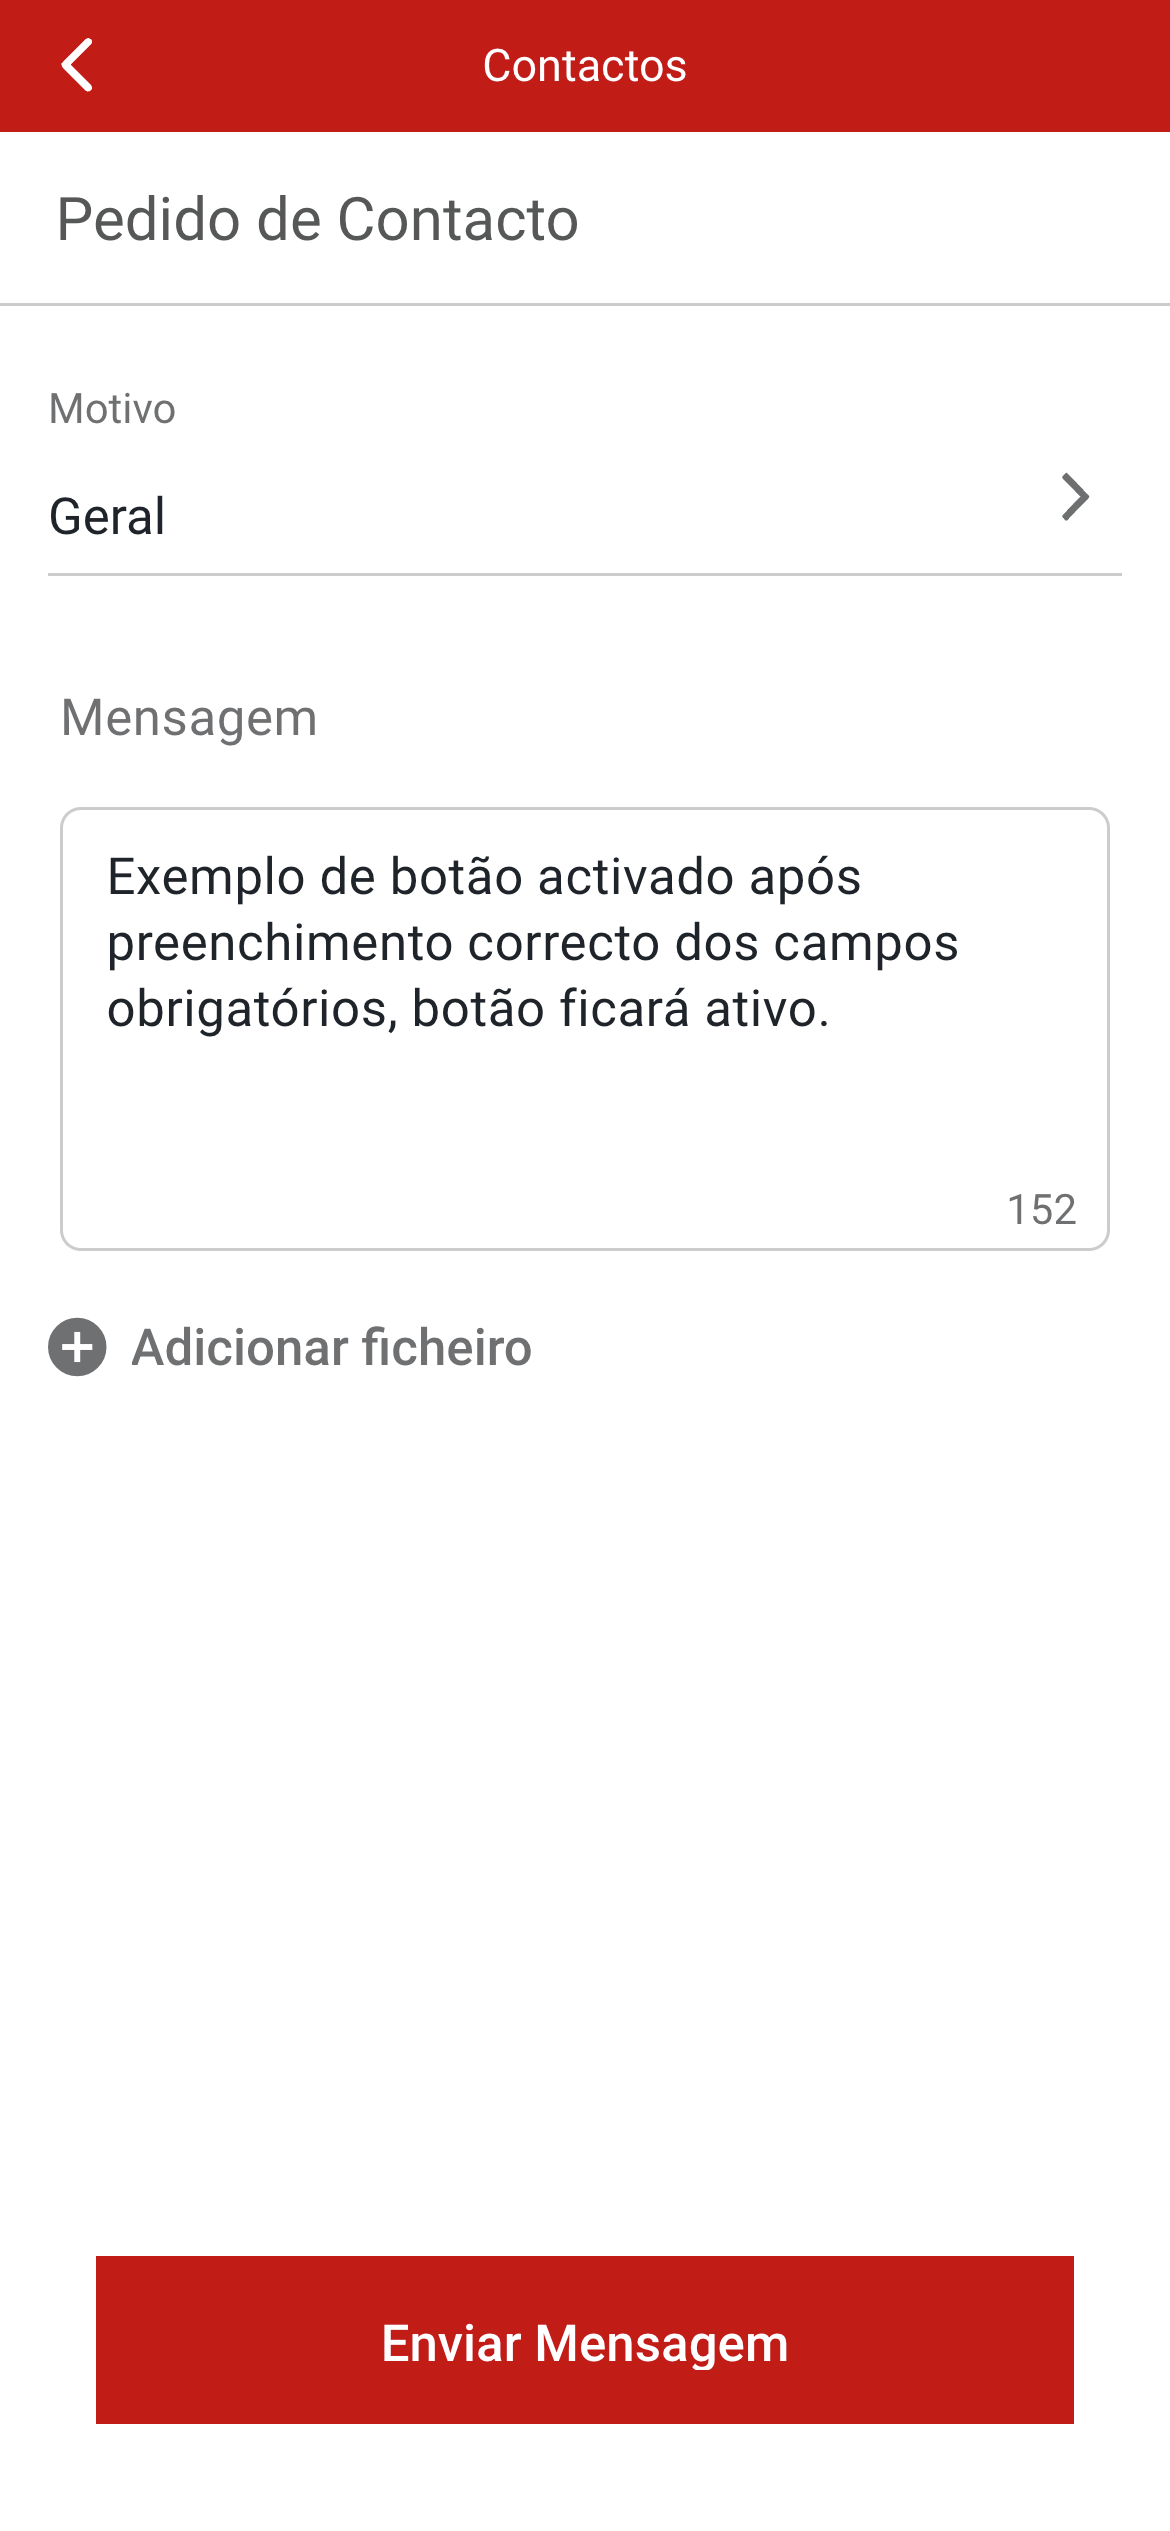 Contactos
Pedido de Contacto
Motivo
Geral
Mensagem
Exemplo de botão activado após
preenchimento correcto dos campos
obrigatórios, botão ficará ativo.
152
Adicionar ficheiro
Enviar Mensagem